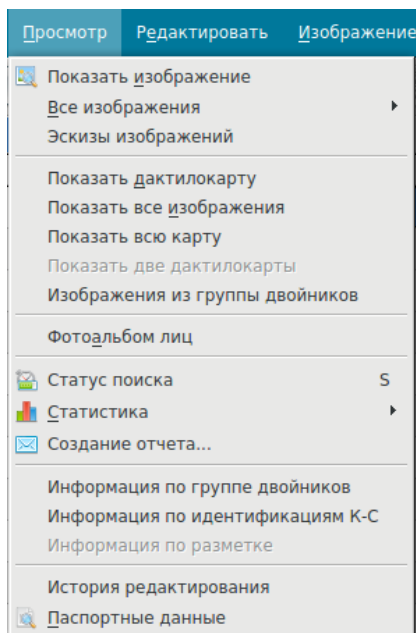 Просмотр Редактировать Изображение
Показать изображение
Все изображения
Эскизы изображений
Показать дактилокарту
Показать все изображения
Показать всю карту
Показать две дактилокарты
Изображения из группы двойников
Фотоальбом лиц
Статус поиска S
Статистика
Создание отчета...
Информация по группе двойников
Информация по идентификациям К-С
Информация по разметке
История редактирования
Паспортные данные